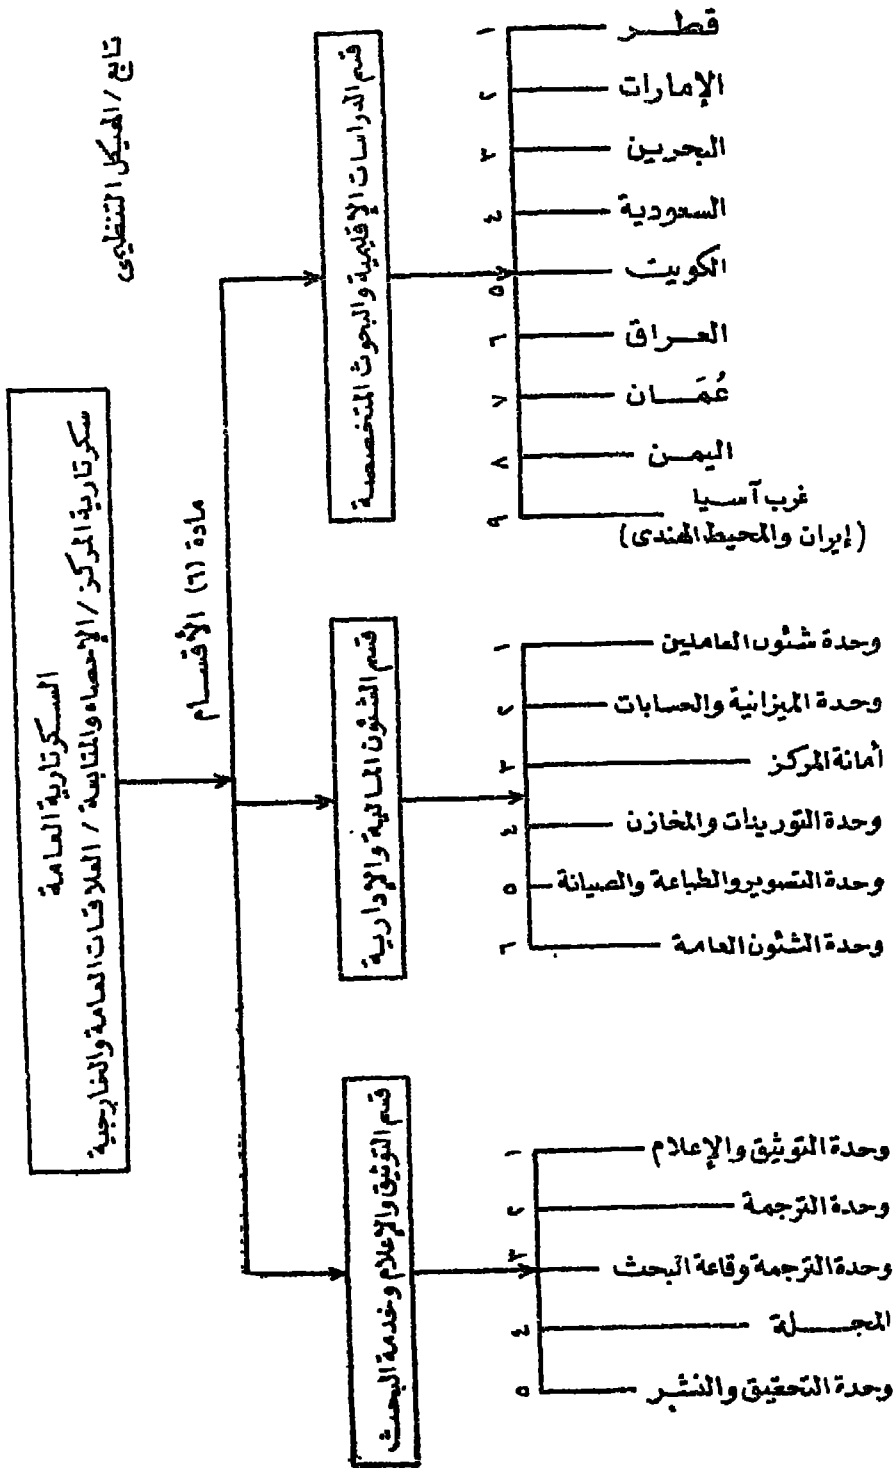 تابع / الهيكل التنظيمى
السكرتارية العامة
سكرتارية المركز / الإحصاء والمتابعة / العلاقات العامة والخارجية
مادة (٦) الأقسام
قسم الدراسات الإقليمية والبحوث المتخصصة
١ قطر
٢ الإمارات
٣ البحرين
٤ السعودية
٥ الكويت
٦ العراق
٧ عُمَان
٨ اليمن
٩ غرب آسيا
(إيران والمحيط الهندى)
قسم الشئون المالية والإدارية
١ وحدة شئون العاملين
٢ وحدة الميزانية والحسابات
٣ أمانة المركز
٤ وحدة التوريدات والمخازن
٥ وحدة التصوير والطباعة والصيانة
٦ وحدة الشئون العامة
قسم التوثيق والإعلام وخدمة البحث
١ وحدة التوثيق والإعلام
٢ وحدة الترجمة
٣ وحدة الترجمة وقاعة البحث
٤ المجلة
٥ وحدة التحقيق والنشر